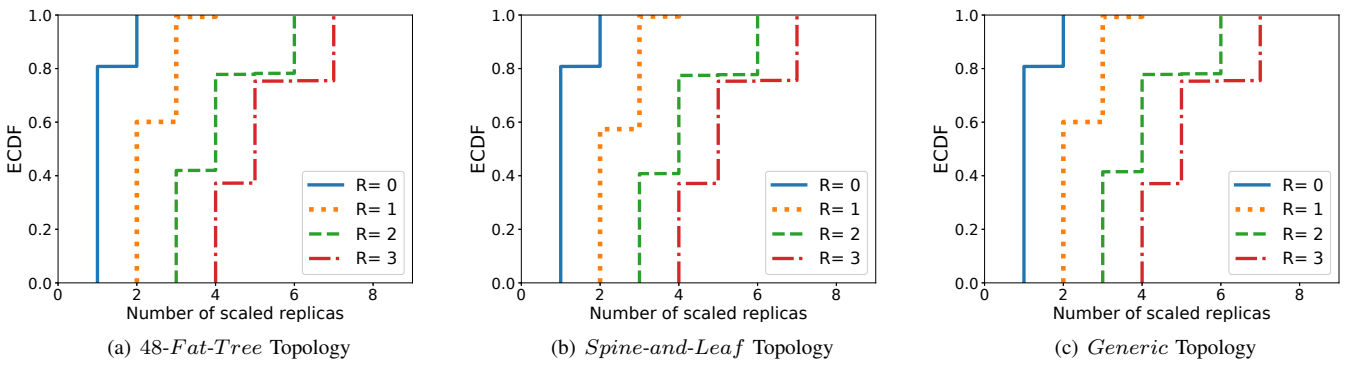 1.0
0.8
0.6
0.4
0.2
0.0
ECDF
0 2 4 6 8
Number of scaled replicas
R= 0
R= 1
R= 2
R= 3
(a) 48-Fat-Tree Topology
1.0
0.8
0.6
0.4
0.2
0.0
ECDF
0 2 4 6 8
Number of scaled replicas
R= 0
R= 1
R= 2
R= 3
(b) Spine-and-Leaf Topology
1.0
0.8
0.6
0.4
0.2
0.0
ECDF
0 2 4 6 8
Number of scaled replicas
R= 0
R= 1
R= 2
R= 3
(c) Generic Topology